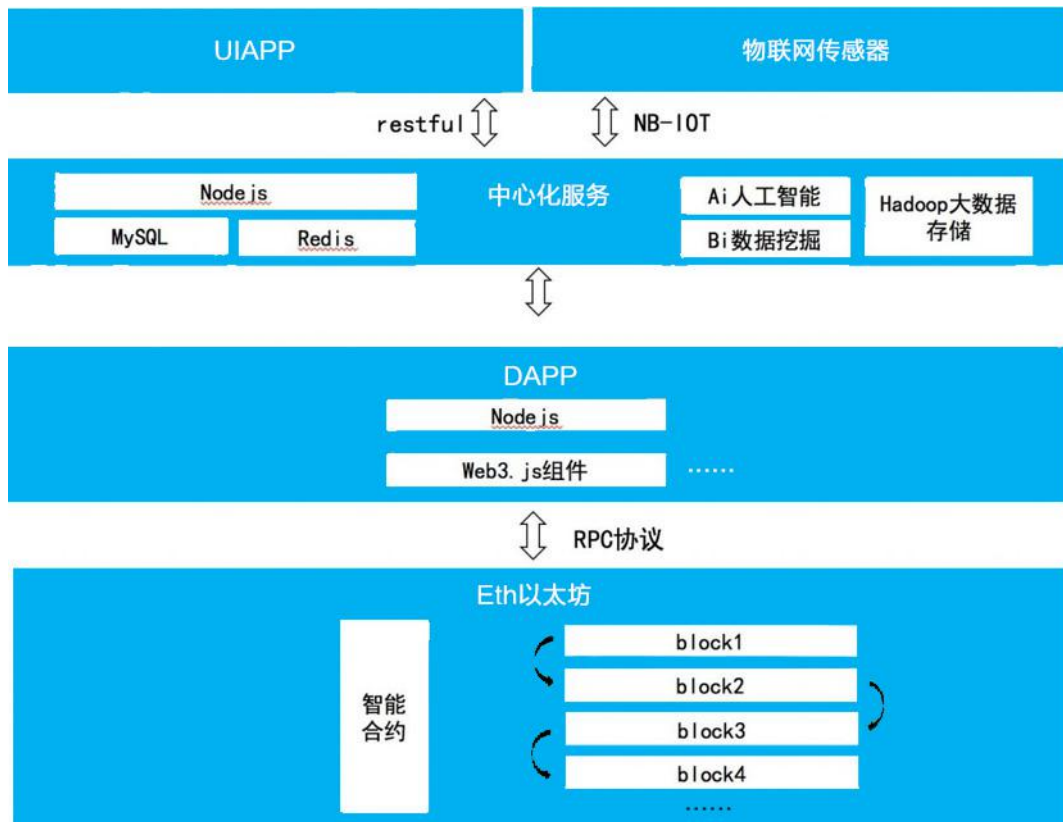 UIAPP
物联网传感器
restful
NB-IOT
中心化服务
Nodejs
MySQL
Redis
Ai人工智能
Bi数据挖掘
Hadoop大数据
存储
DAPP
Nodejs
Web3.js组件
......
RPC协议
Eth以太坊
智能
合约
block1
block2
block3
block4
......